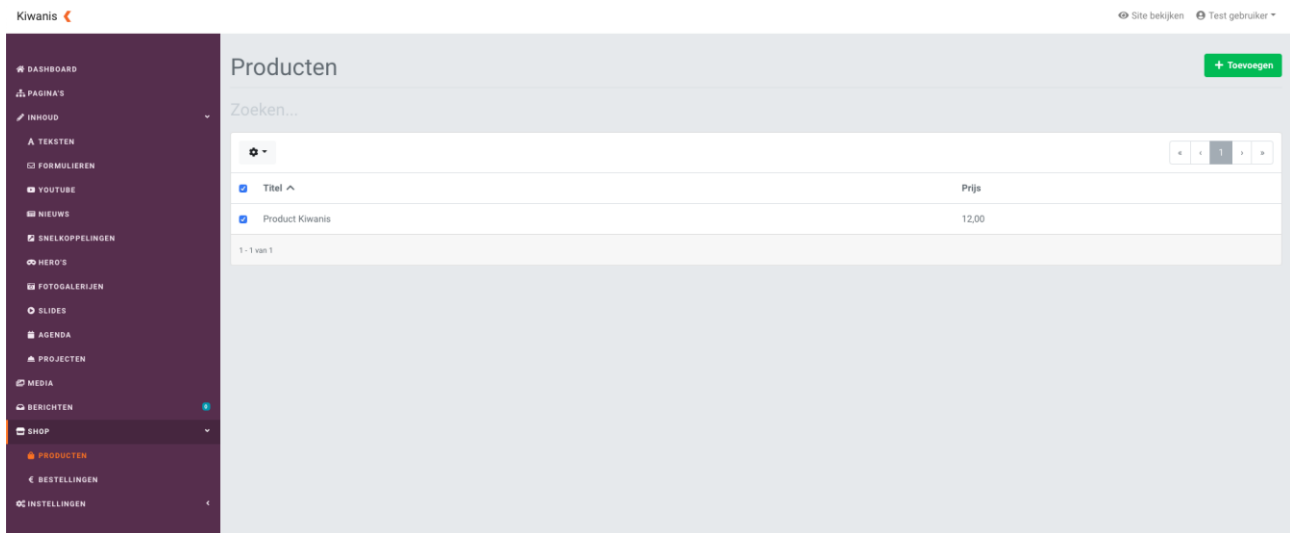 Kiwanis
Site bekijken Test gebruiker
DASHBOARD
PAGINA'S
INHOUD
TEKSTEN
FORMULIEREN
YOUTUBE
NIEUWS
SNELKOPPELINGEN
HERO'S
FOTOGALERIJEN
SLIDES
AGENDA
PROJECTEN
MEDIA
BERICHTEN
SHOP
PRODUCTEN
BESTELLINGEN
INSTELLINGEN
Producten
+ Toevoegen
Zoeken...
« ‹ 1 › »
Titel Prijs
Product Kiwanis 12,00
1 - 1 van 1